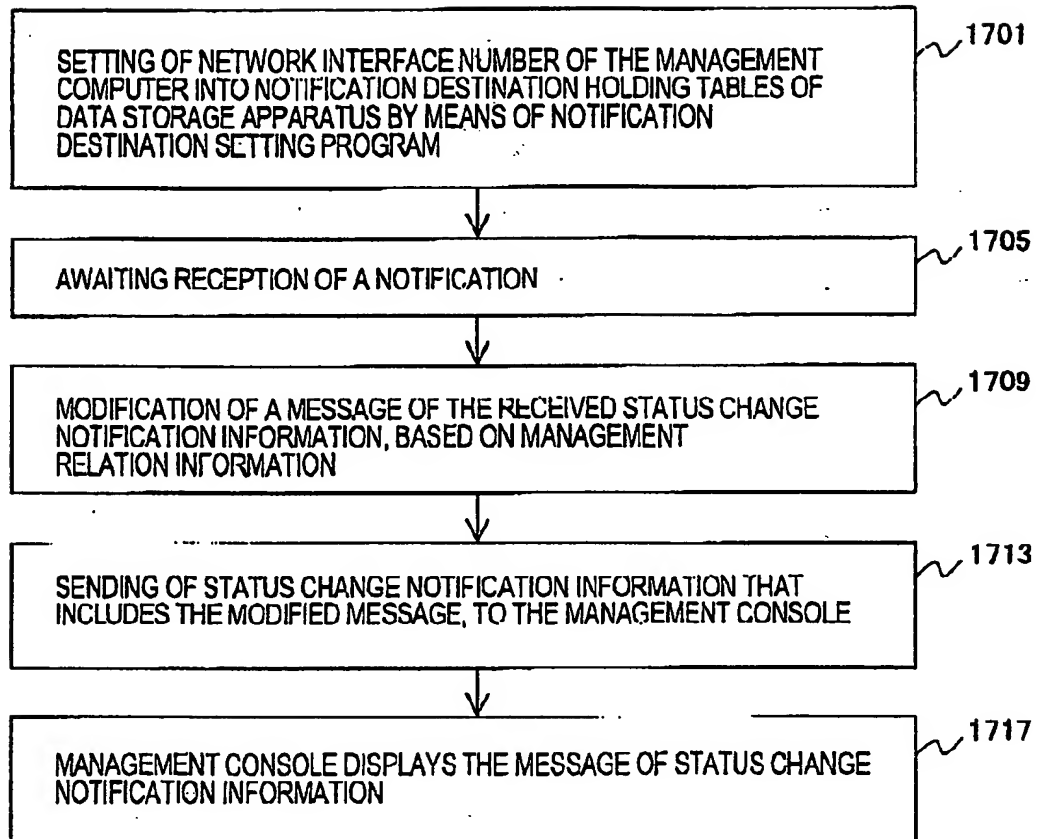 1701
SETTING OF NETWORK INTERFACE NUMBER OF THE MANAGEMENT
COMPUTER INTO NOTIFICATION DESTINATION HOLDING TABLES OF
DATA STORAGE APPARATUS BY MEANS OF NOTIFICATION
DESTINATION SETTING PROGRAM
1705
AWAITING RECEPTION OF A NOTIFICATION
1709
MODIFICATION OF A MESSAGE OF THE RECEIVED STATUS CHANGE
NOTIFICATION INFORMATION, BASED ON MANAGEMENT
RELATION INFORMATION
1713
SENDING OF STATUS CHANGE NOTIFICATION INFORMATION THAT
INCLUDES THE MODIFIED MESSAGE, TO THE MANAGEMENT CONSOLE
1717
MANAGEMENT CONSOLE DISPLAYS THE MESSAGE OF STATUS CHANGE
NOTIFICATION INFORMATION